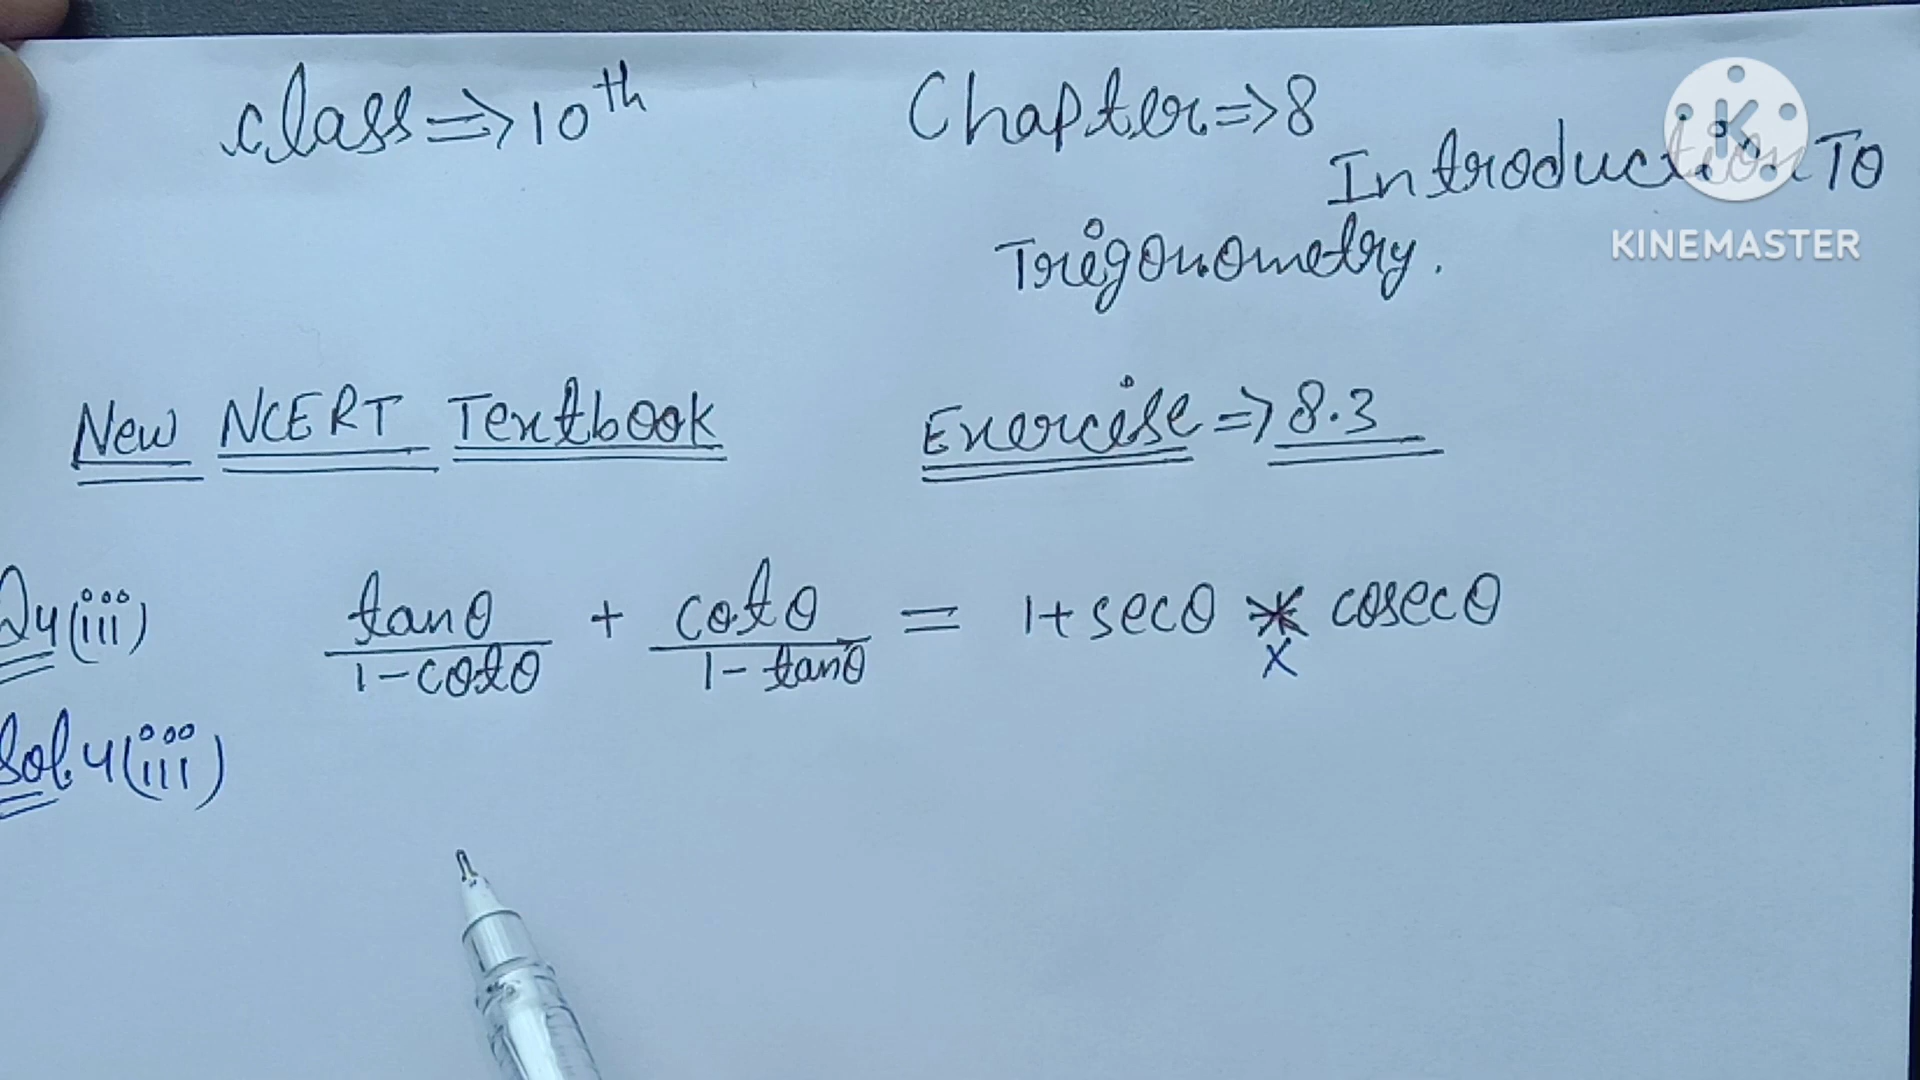 class => 10th Chapter => 8
Introduction To
Trigonometry.
KINEMASTER
New NCERT Textbook Exercise => 8.3
Q4(iii) tanθ/1-cotθ + cotθ/1-tanθ = 1+secθ × cosecθ
Sol.4(iii)